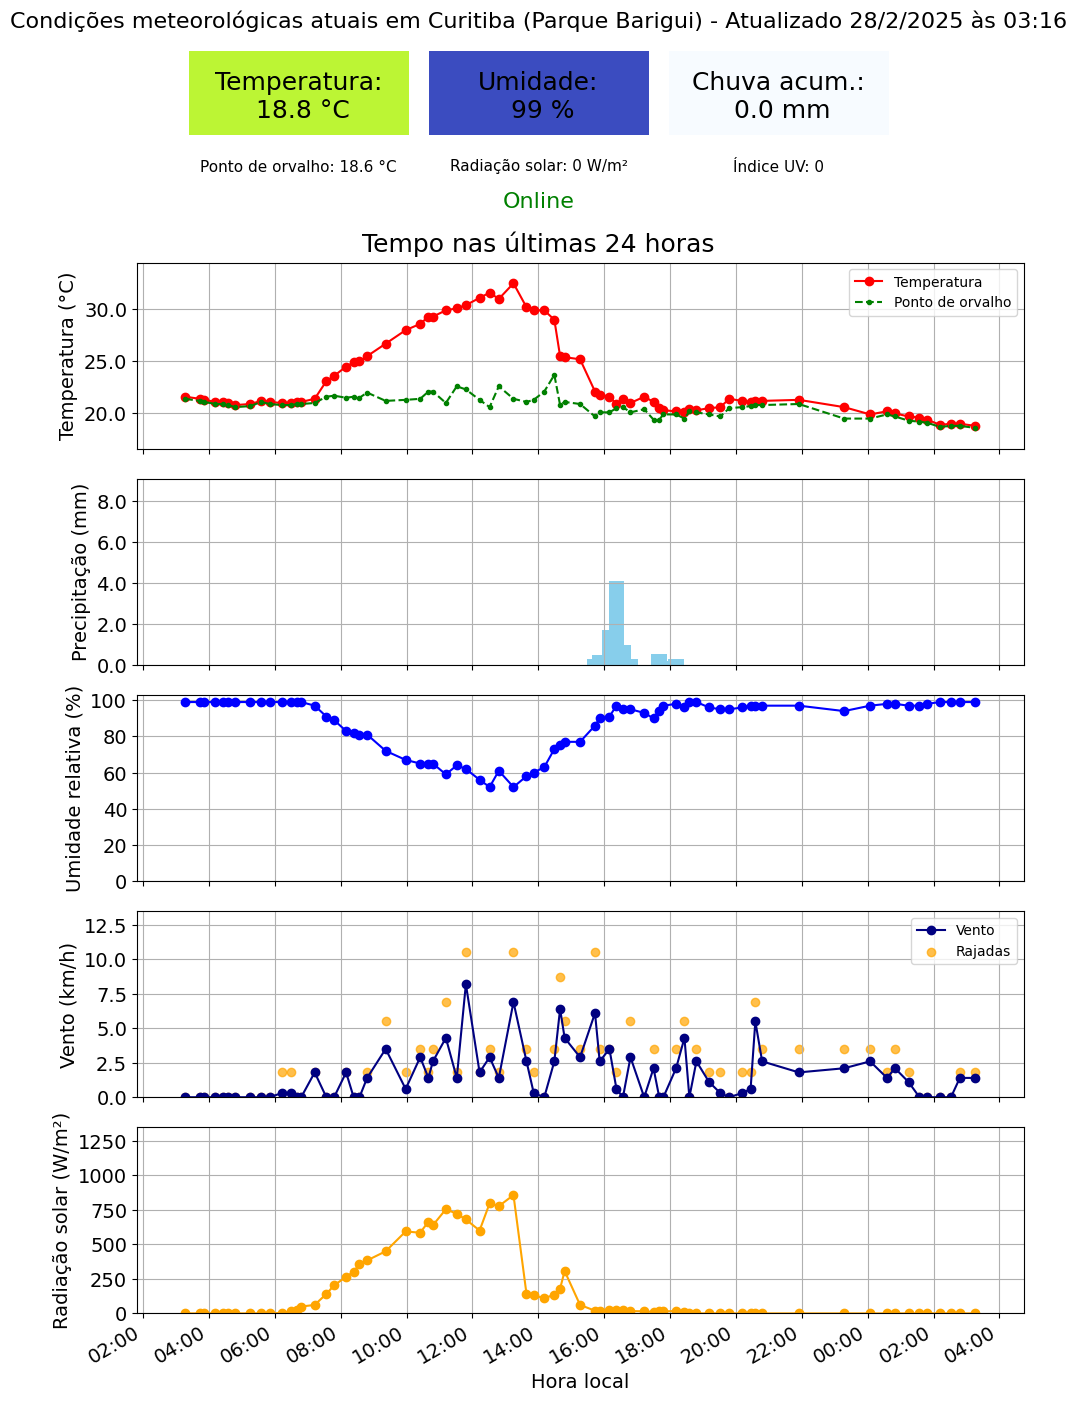 Condições meteorológicas atuais em Curitiba (Parque Barigui) - Atualizado 28/2/2025 às 03:16
Temperatura:
18.8 °C
Umidade:
99 %
Chuva acum.:
0.0 mm
Ponto de orvalho: 18.6 °C
Radiação solar: 0 W/m²
Índice UV: 0
Online
Tempo nas últimas 24 horas
Temperatura (°C)
30.0
25.0
20.0
Temperatura
Ponto de orvalho
Precipitação (mm)
8.0
6.0
4.0
2.0
0.0
Umidade relativa (%)
100
80
60
40
20
0
Vento (km/h)
12.5
10.0
7.5
5.0
2.5
0.0
Vento
Rajadas
Radiação solar (W/m²)
1250
1000
750
500
250
0
02:00 04:00 06:00 08:00 10:00 12:00 14:00 16:00 18:00 20:00 22:00 00:00 02:00 04:00
Hora local